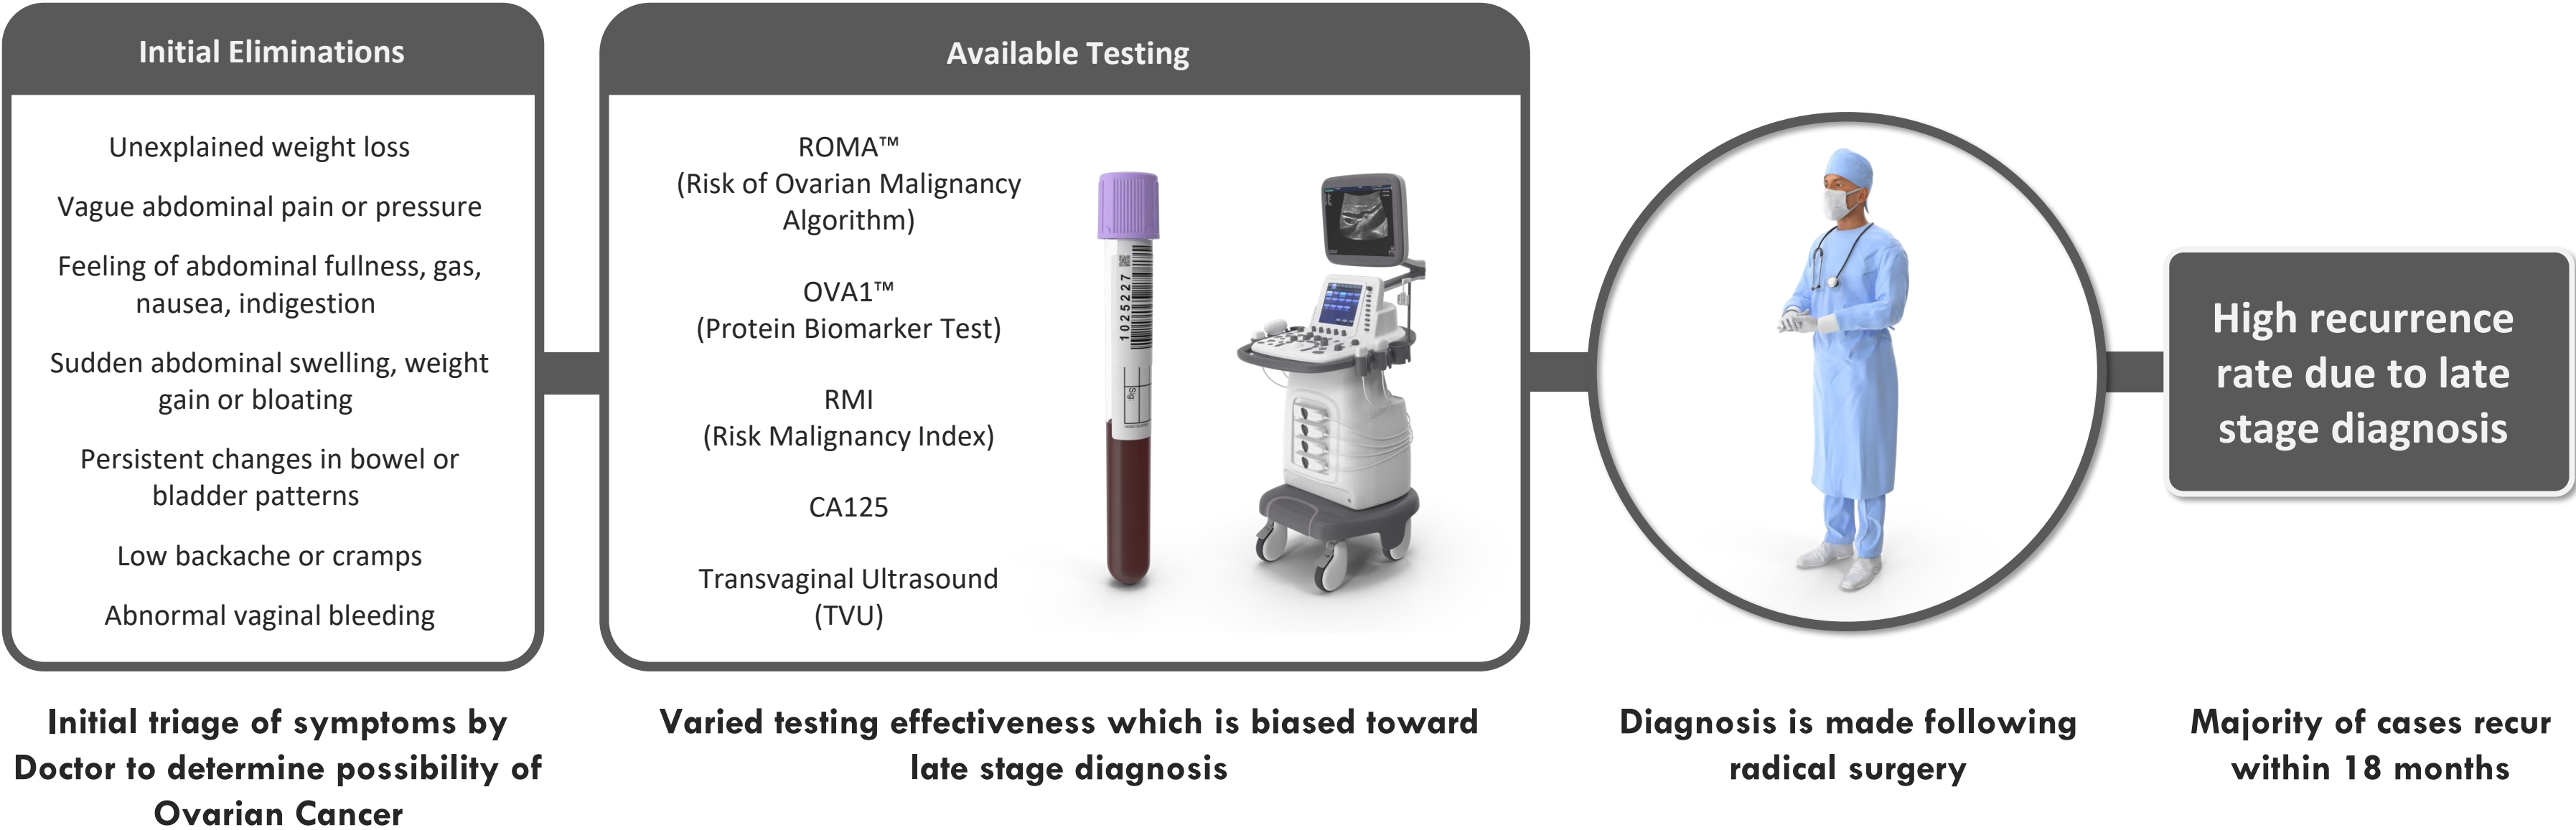 Initial Eliminations
Unexplained weight loss
Vague abdominal pain or pressure
Feeling of abdominal fullness, gas,
nausea, indigestion
Sudden abdominal swelling, weight
gain or bloating
Persistent changes in bowel or
bladder patterns
Low backache or cramps
Abnormal vaginal bleeding
Initial triage of symptoms by
Doctor to determine possibility of
Ovarian Cancer
Available Testing
ROMA™
(Risk of Ovarian Malignancy
Algorithm)
OVA1™
(Protein Biomarker Test)
RMI
(Risk Malignancy Index)
CA125
Transvaginal Ultrasound
(TVU)
1025227
Sig
Varied testing effectiveness which is biased toward
late stage diagnosis
Diagnosis is made following
radical surgery
High recurrence
rate due to late
stage diagnosis
Majority of cases recur
within 18 months